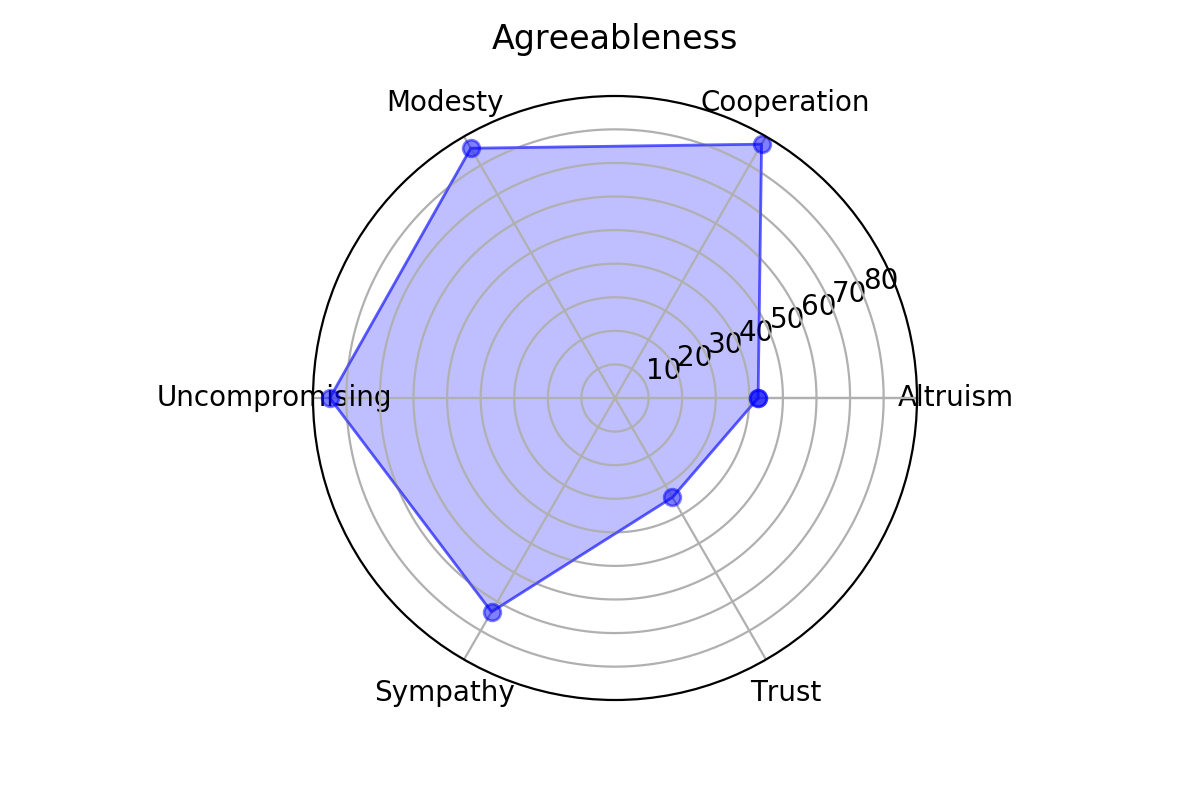 Agreeableness
Modesty
Cooperation
80
70
60
50
40
30
20
10
Uncompromising
Altruism
Sympathy
Trust